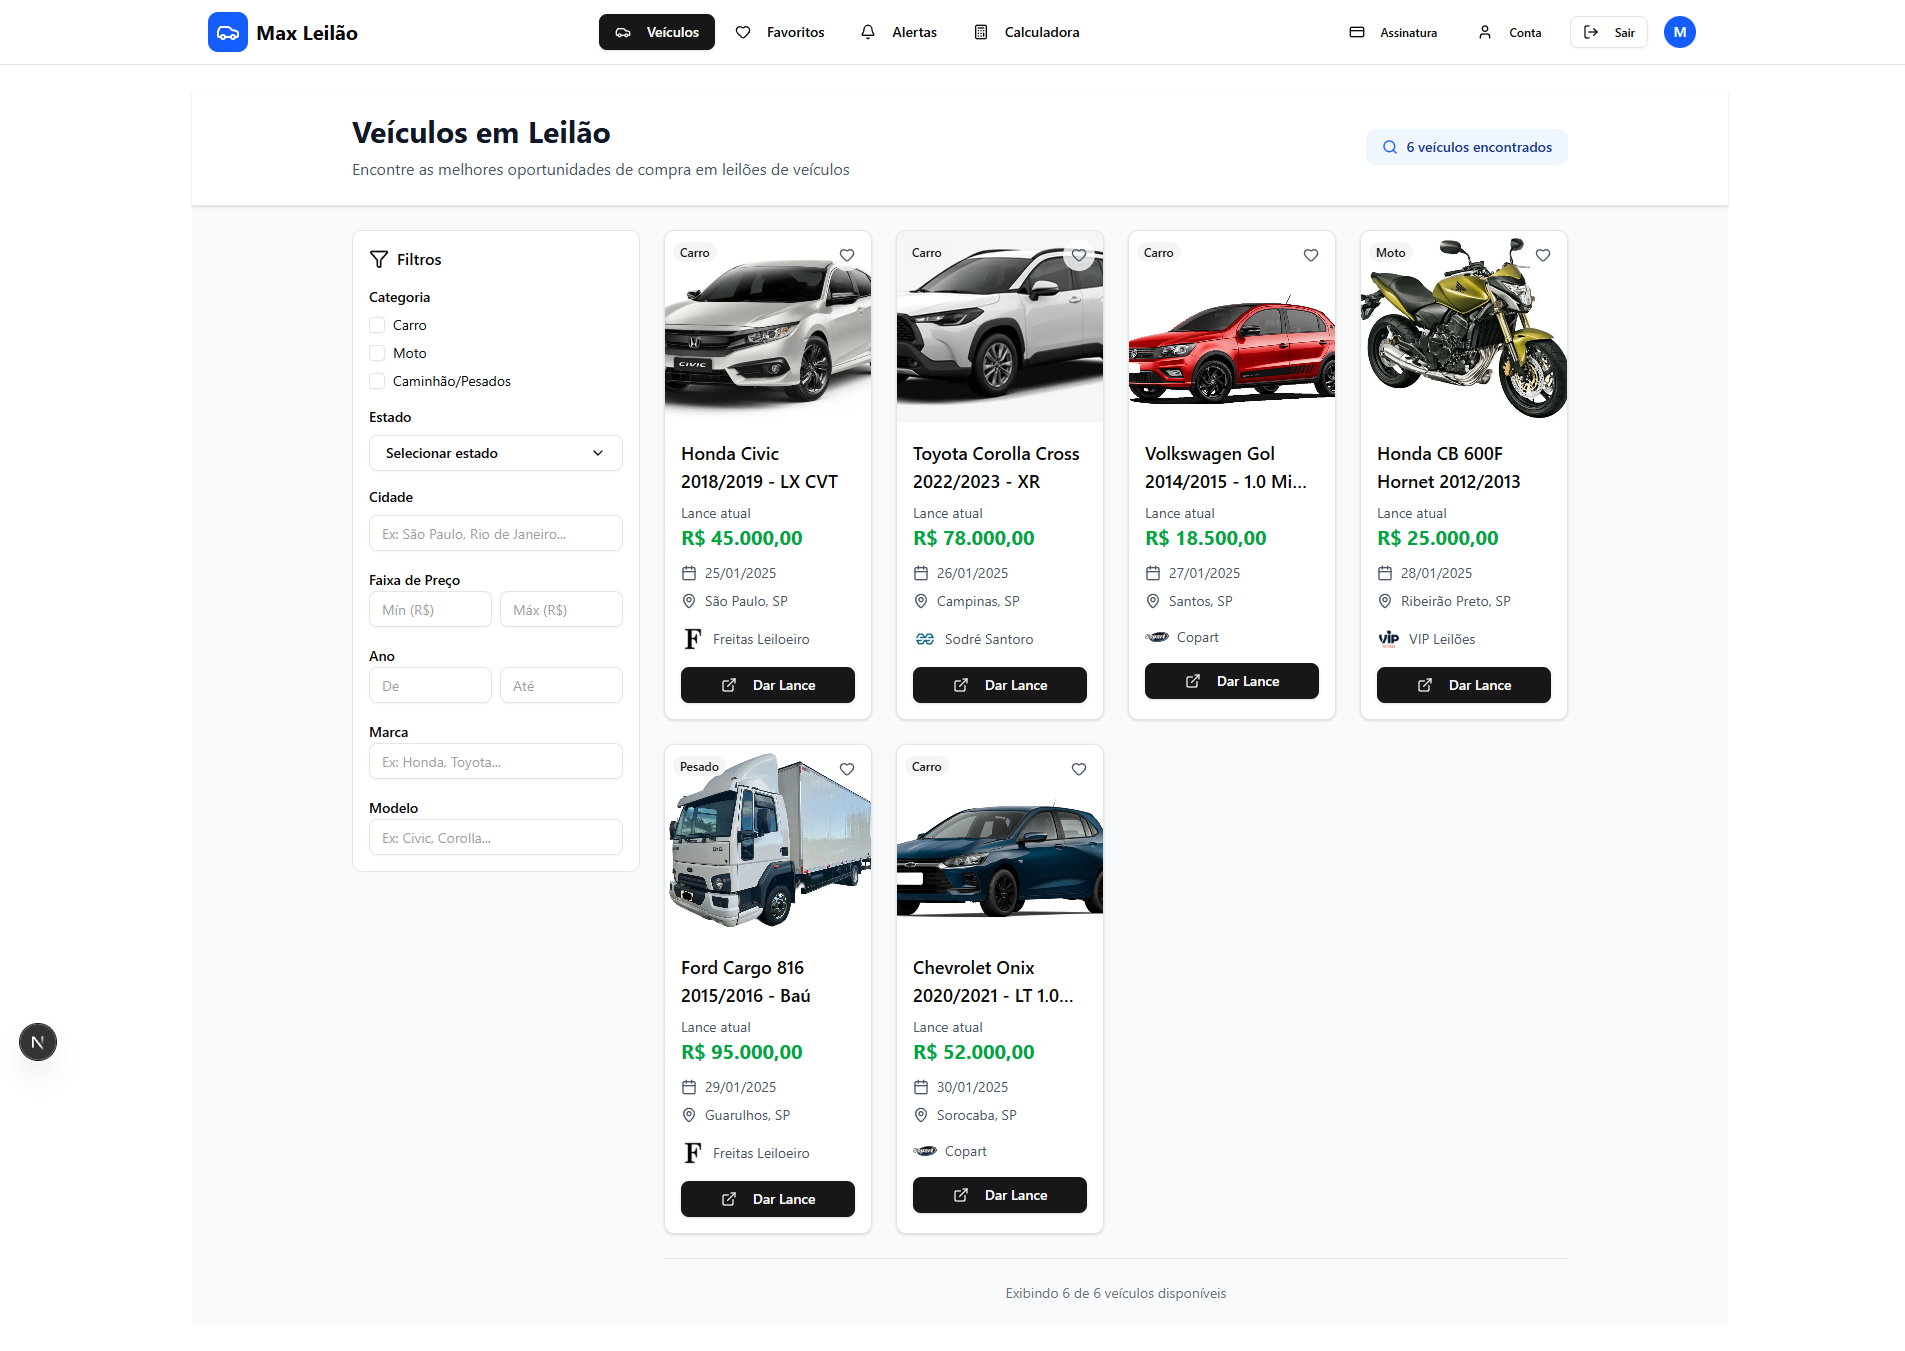 Max Leilão
Veículos
Favoritos
Alertas
Calculadora
Assinatura
Conta
Sair
M
Veículos em Leilão
Encontre as melhores oportunidades de compra em leilões de veículos
6 veículos encontrados
Filtros
Categoria
Carro
Moto
Caminhão/Pesados
Estado
Selecionar estado
Cidade
Ex: São Paulo, Rio de Janeiro...
Faixa de Preço
Mín (R$)
Máx (R$)
Ano
De
Até
Marca
Ex: Honda, Toyota...
Modelo
Ex: Civic, Corolla...
Carro
CIVIC
Honda Civic
2018/2019 - LX CVT
Lance atual
R$ 45.000,00
25/01/2025
São Paulo, SP
F
Freitas Leiloeiro
Dar Lance
Carro
Toyota Corolla Cross
2022/2023 - XR
Lance atual
R$ 78.000,00
26/01/2025
Campinas, SP
Sodré Santoro
Dar Lance
Carro
Volkswagen Gol
2014/2015 - 1.0 Mi...
Lance atual
R$ 18.500,00
27/01/2025
Santos, SP
Copart
Copart
Dar Lance
Moto
Honda CB 600F
Hornet 2012/2013
Lance atual
R$ 25.000,00
28/01/2025
Ribeirão Preto, SP
vip
VIP Leilões
Dar Lance
Pesado
Ford Cargo 816
2015/2016 - Baú
Lance atual
R$ 95.000,00
29/01/2025
Guarulhos, SP
F
Freitas Leiloeiro
Dar Lance
Carro
Chevrolet Onix
2020/2021 - LT 1.0...
Lance atual
R$ 52.000,00
30/01/2025
Sorocaba, SP
Copart
Copart
Dar Lance
N
Exibindo 6 de 6 veículos disponíveis